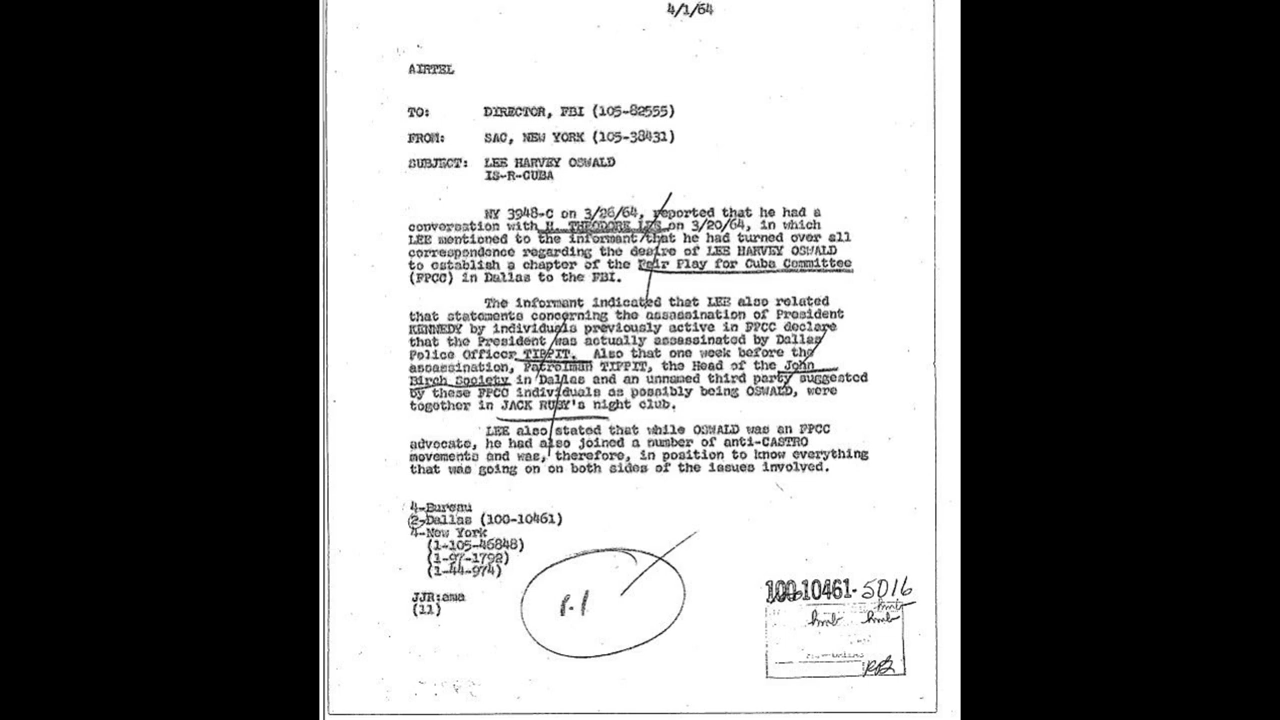 4/1/64
AIRTEL
TO: DIRECTOR, FBI (105-82555)
FROM: SAC, NEW YORK (105-38431)
SUBJECT: LEE HARVEY OSWALD
IS-R-CUBA
NY 3948-C on 3/26/64, reported that he had a
conversation with V. THEODORE LEE on 3/20/64, in which
LEE mentioned to the informant that he had turned over all
correspondence regarding the desire of LEE HARVEY OSWALD
to establish a chapter of the Fair Play for Cuba Committee
(FPCC) in Dallas to the FBI.
The informant indicated that LEE also related
that statements concerning the assassination of President
KENNEDY by individuals previously active in FPCC declare
that the President was actually assassinated by Dallas
Police Officer TIPPIT. Also that one week before the
assassination, Patrolman TIPPIT, the Head of the John
Birch Society in Dallas and an unnamed third party suggested
by these FPCC individuals as possibly being OSWALD, were
together in JACK RUBY's night club.
LEE also stated that while OSWALD was an FPCC
advocate, he had also joined a number of anti-CASTRO
movements and was, therefore, in position to know everything
that was going on on both sides of the issues involved.
4-Bureau
2-Dallas (100-10461)
4-New York
(1-105-46848)
(1-97-1792)
(1-44-974)
JJR:ama
(11)
P.1
100-10461-5016
hmb
hmb hmb